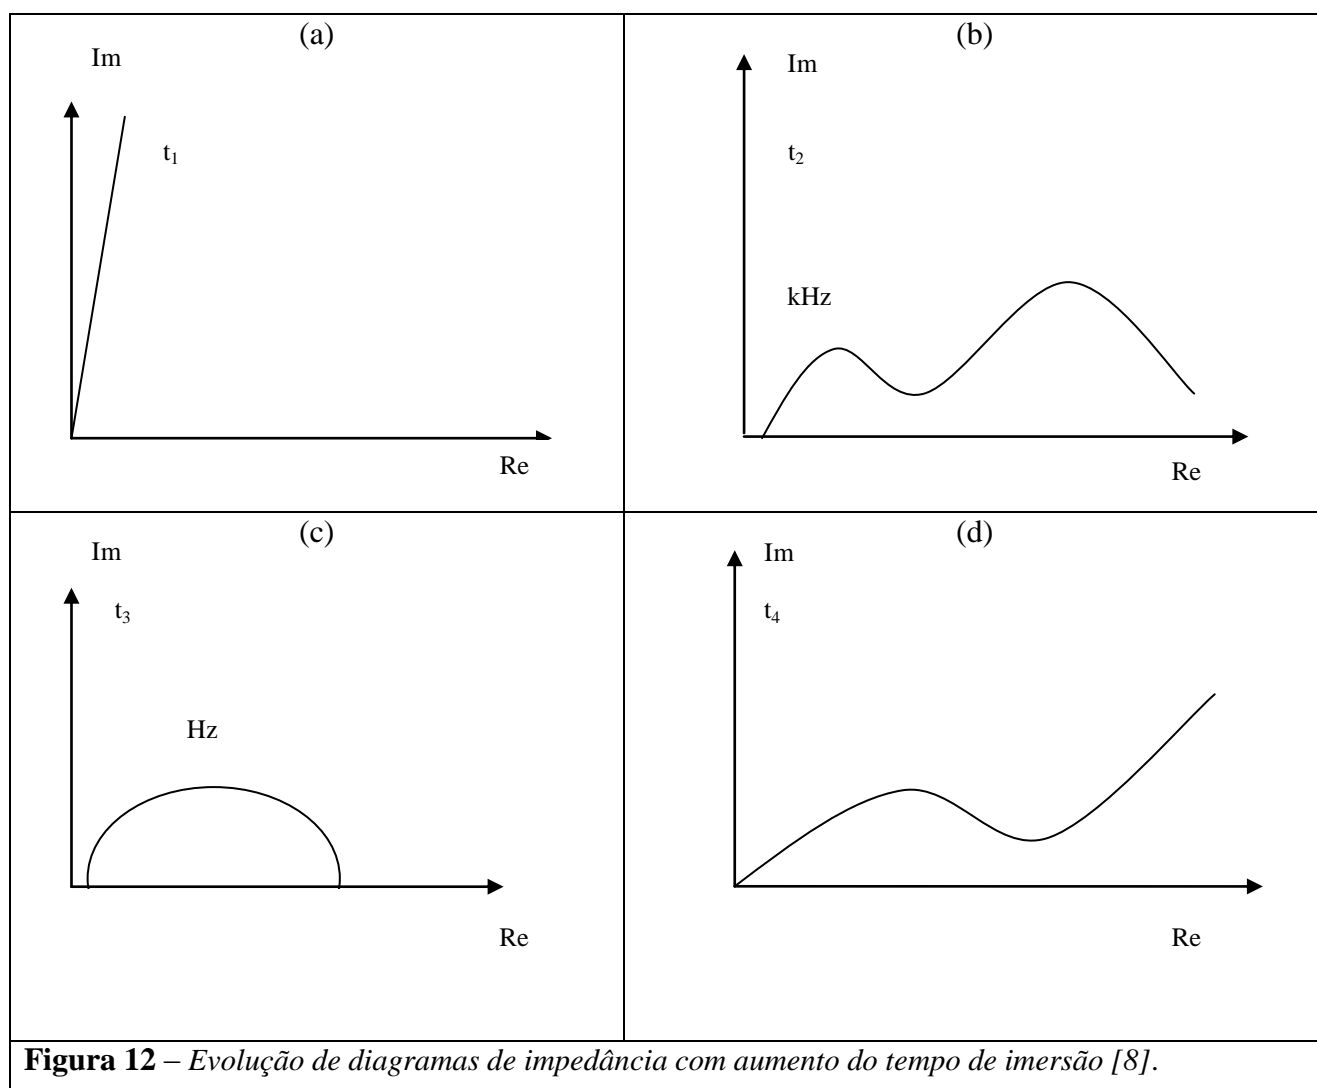 (a)
Im
t₁
Re
(b)
Im
t₂
kHz
Re
(c)
Im
t₃
Hz
Re
(d)
Im
t₄
Re
Figura 12 – Evolução de diagramas de impedância com aumento do tempo de imersão [8].